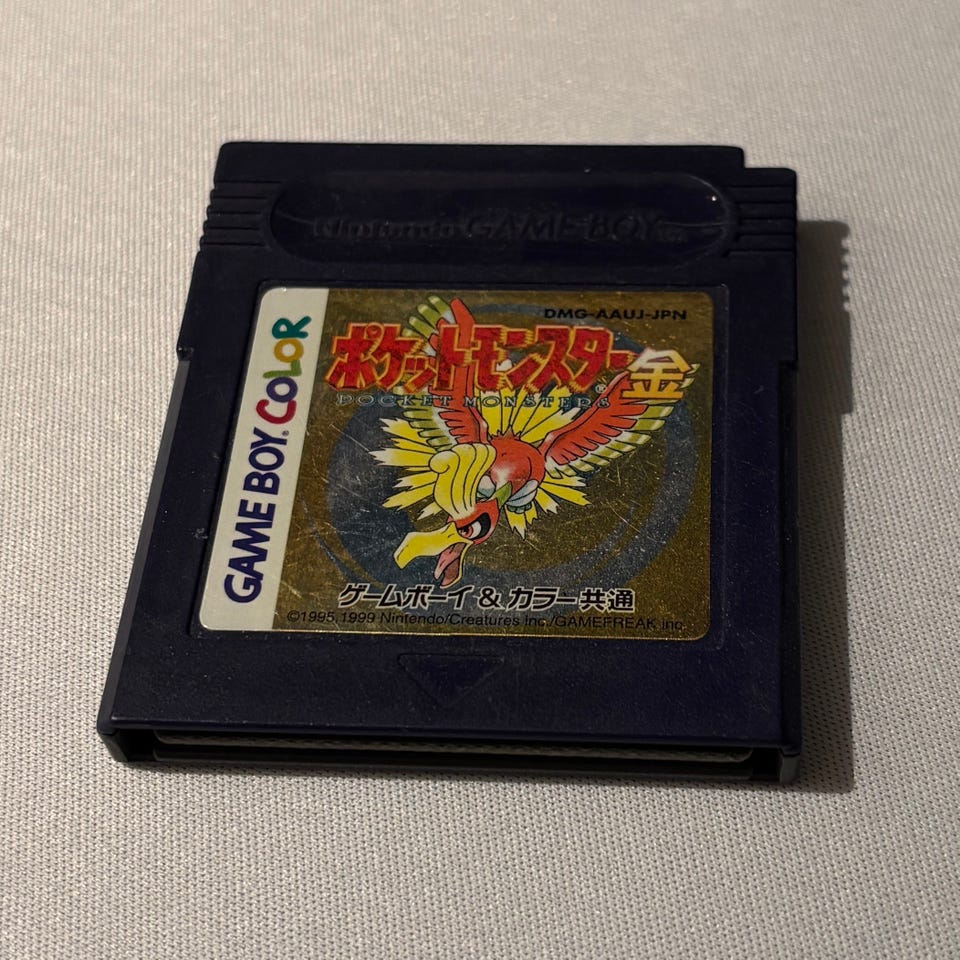 Nintendo GAME BOY
DMG-AAUJ-JPN
ポケットモンスター金
POCKET MONSTERS
GAME BOY COLOR
ゲームボーイ&カラー共通
©1995,1999 Nintendo/Creatures inc./GAMEFREAK inc.